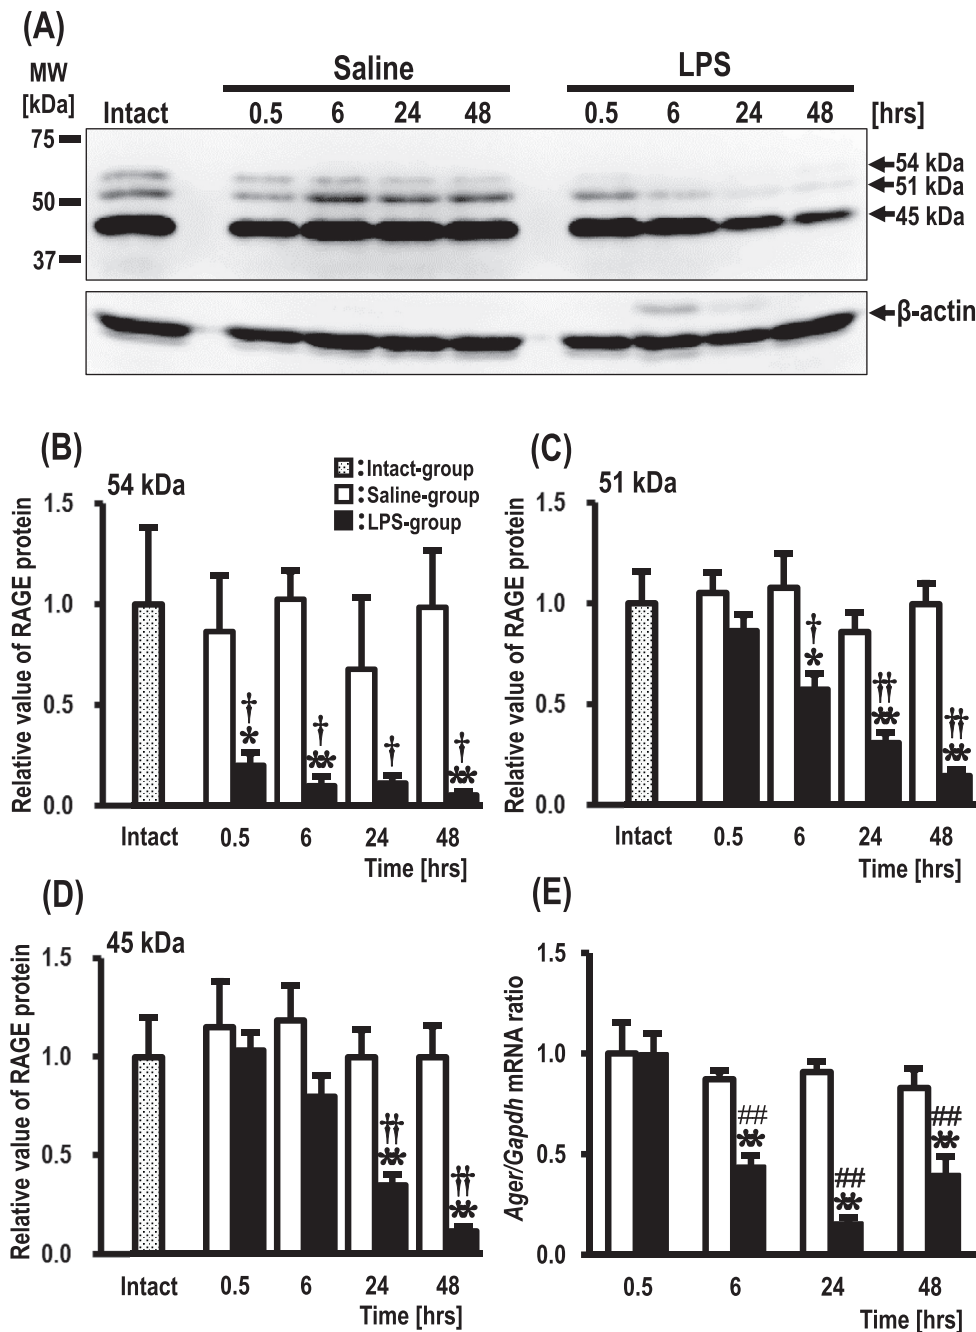 (A)
MW
[kDa]
Saline
LPS
Intact
0.5 6 24 48
0.5 6 24 48
[hrs]
75
50
37
54 kDa
51 kDa
45 kDa
β-actin
(B)
54 kDa
:Intact-group
:Saline-group
:LPS-group
Relative value of RAGE protein
1.5
1.0
0.5
0.0
† † † †
* ** **
Intact 0.5 6 24 48
Time [hrs]
(C)
51 kDa
Relative value of RAGE protein
1.5
1.0
0.5
0.0
† †† ††
* ** **
Intact 0.5 6 24 48
Time [hrs]
(D)
45 kDa
Relative value of RAGE protein
1.5
1.0
0.5
0.0
†† ††
** **
Intact 0.5 6 24 48
Time [hrs]
(E)
Ager/Gapdh mRNA ratio
1.5
1.0
0.5
0.0
## ## ##
** ** **
0.5 6 24 48
Time [hrs]